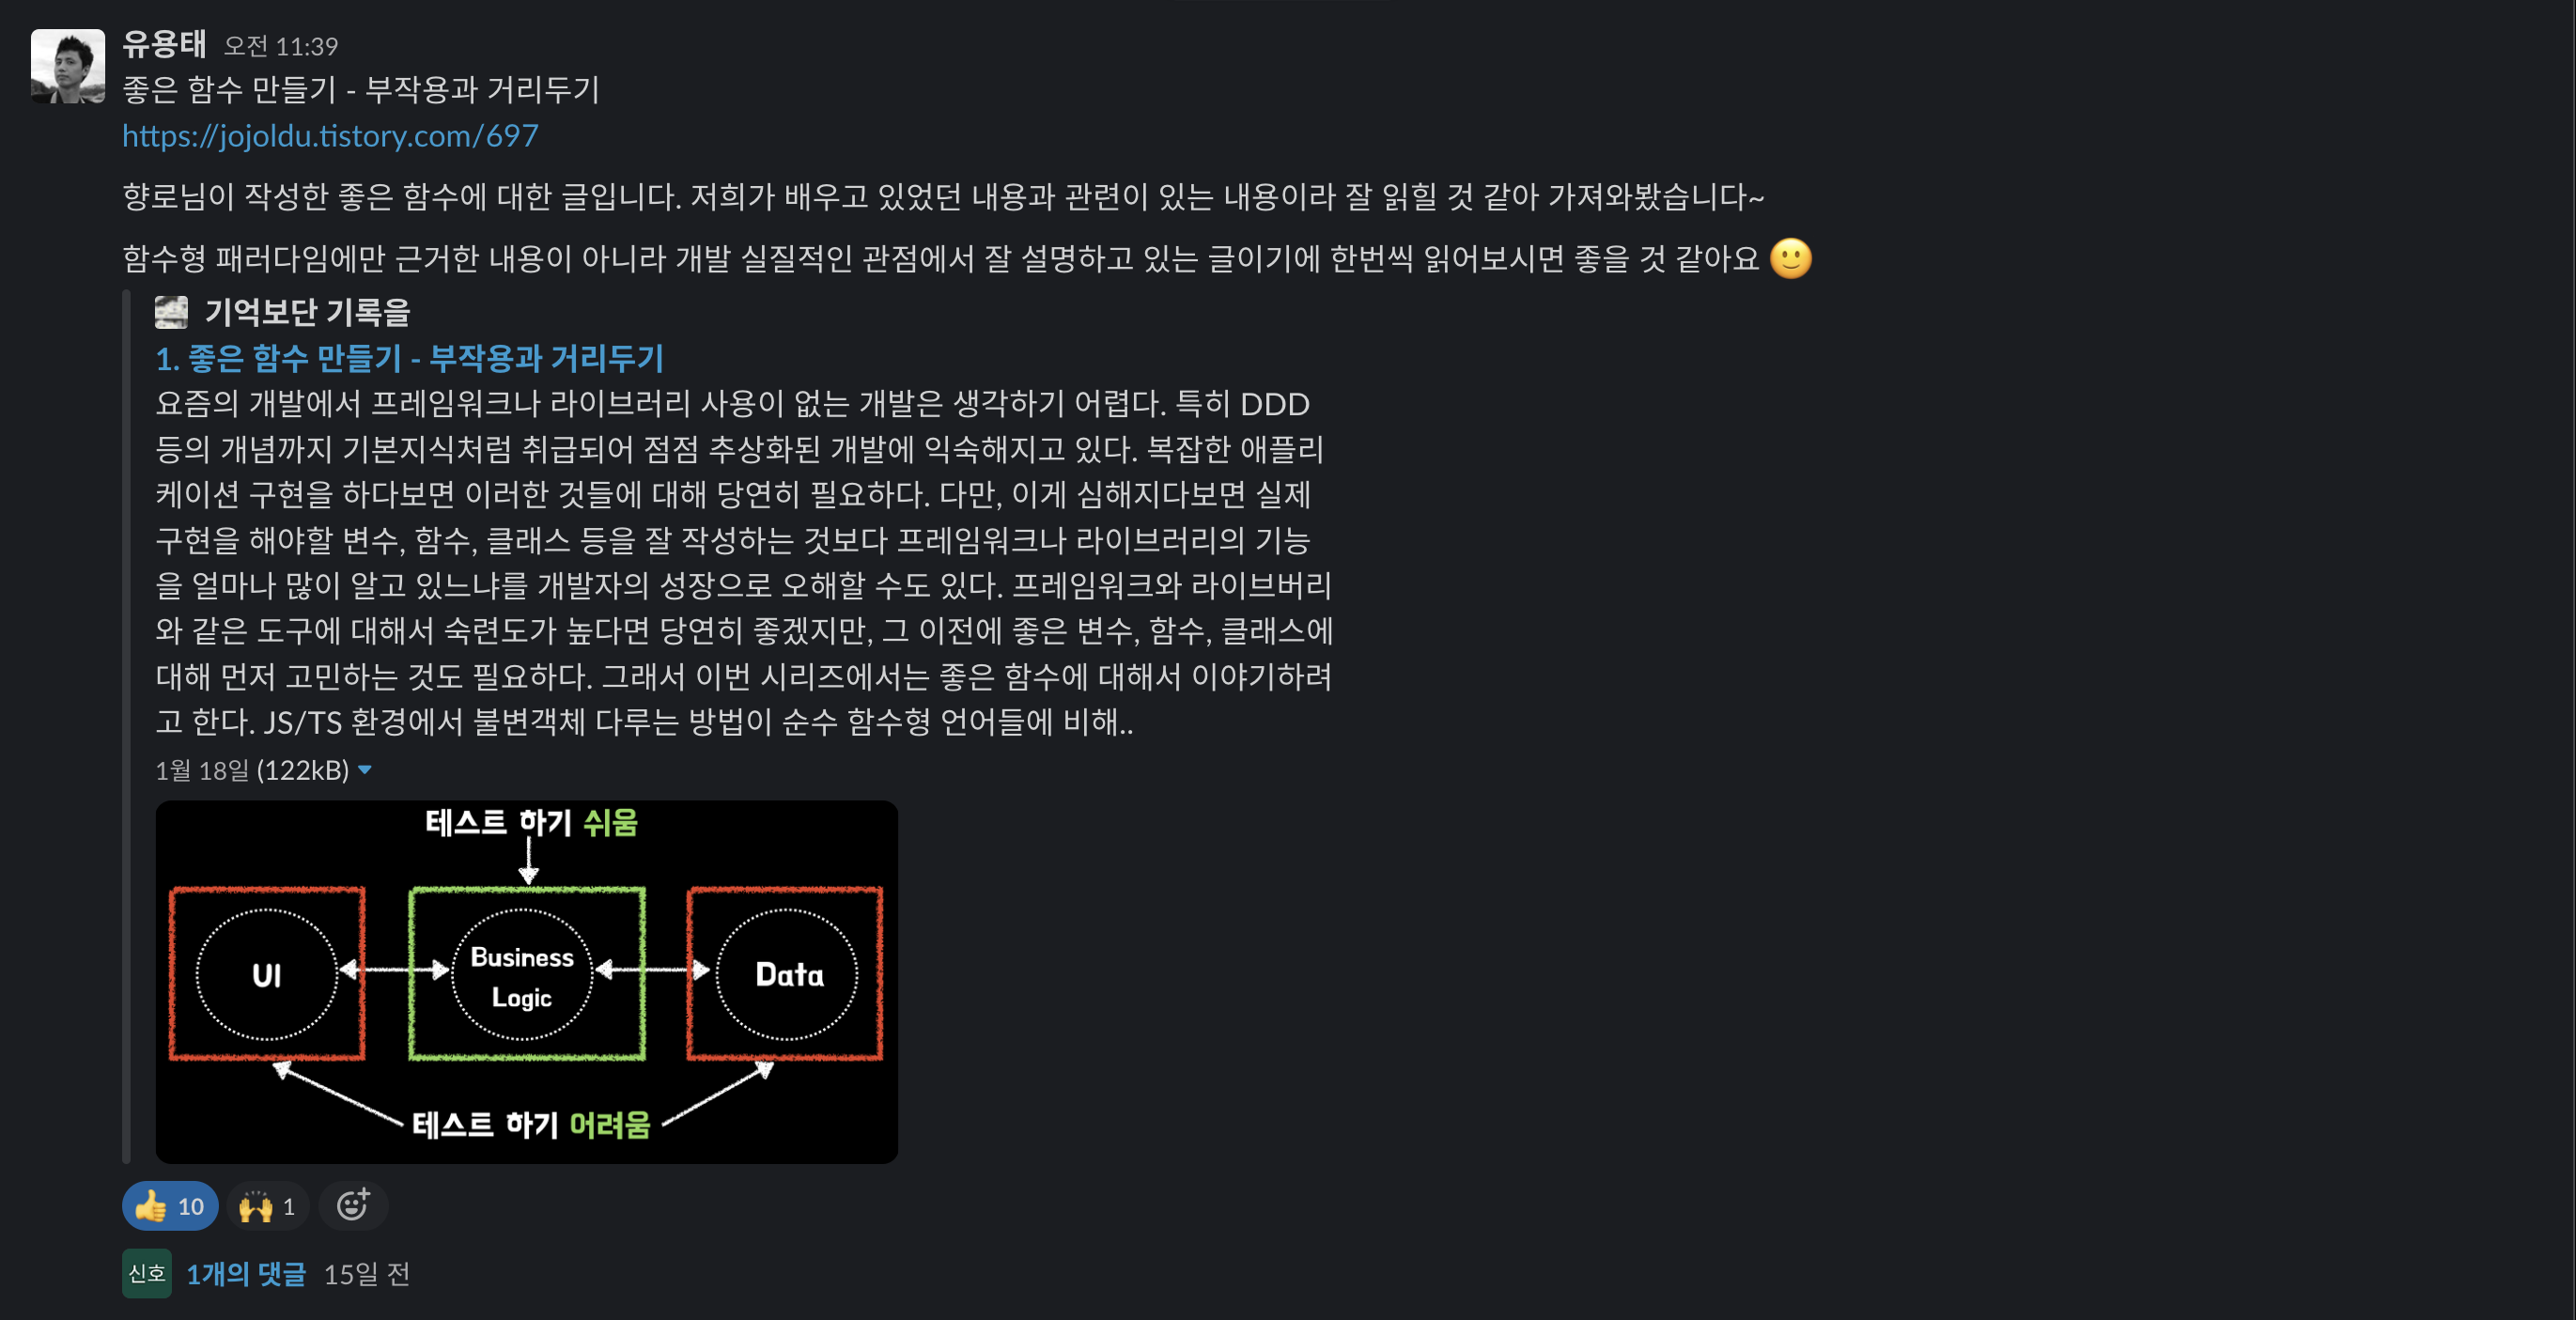 유용태 오전 11:39
좋은 함수 만들기 - 부작용과 거리두기
https://jojoldu.tistory.com/697
향로님이 작성한 좋은 함수에 대한 글입니다. 저희가 배우고 있었던 내용과 관련이 있는 내용이라 잘 읽힐 것 같아 가져와봤습니다~
함수형 패러다임에만 근거한 내용이 아니라 개발 실질적인 관점에서 잘 설명하고 있는 글이기에 한번씩 읽어보시면 좋을 것 같아요 🙂
기억보단 기록을
1. 좋은 함수 만들기 - 부작용과 거리두기
요즘의 개발에서 프레임워크나 라이브러리 사용이 없는 개발은 생각하기 어렵다. 특히 DDD
등의 개념까지 기본지식처럼 취급되어 점점 추상화된 개발에 익숙해지고 있다. 복잡한 애플리
케이션 구현을 하다보면 이러한 것들에 대해 당연히 필요하다. 다만, 이게 심해지다보면 실제
구현을 해야할 변수, 함수, 클래스 등을 잘 작성하는 것보다 프레임워크나 라이브러리의 기능
을 얼마나 많이 알고 있느냐를 개발자의 성장으로 오해할 수도 있다. 프레임워크와 라이브버리
와 같은 도구에 대해서 숙련도가 높다면 당연히 좋겠지만, 그 이전에 좋은 변수, 함수, 클래스에
대해 먼저 고민하는 것도 필요하다. 그래서 이번 시리즈에서는 좋은 함수에 대해서 이야기하려
고 한다. JS/TS 환경에서 불변객체 다루는 방법이 순수 함수형 언어들에 비해..
1월 18일 (122kB)
테스트 하기 쉬움
UI
Business
Logic
Data
테스트 하기 어려움
👍 10 🙌 1
신호 1개의 댓글 15일 전